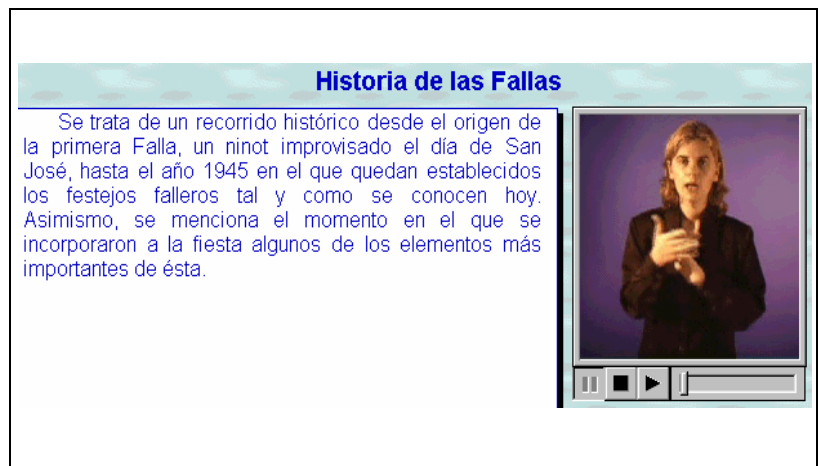 Historia de las Fallas
Se trata de un recorrido histórico desde el origen de
la primera Falla, un ninot improvisado el día de San
José, hasta el año 1945 en el que quedan establecidos
los festejos falleros tal y como se conocen hoy.
Asimismo, se menciona el momento en el que se
incorporaron a la fiesta algunos de los elementos más
importantes de ésta.